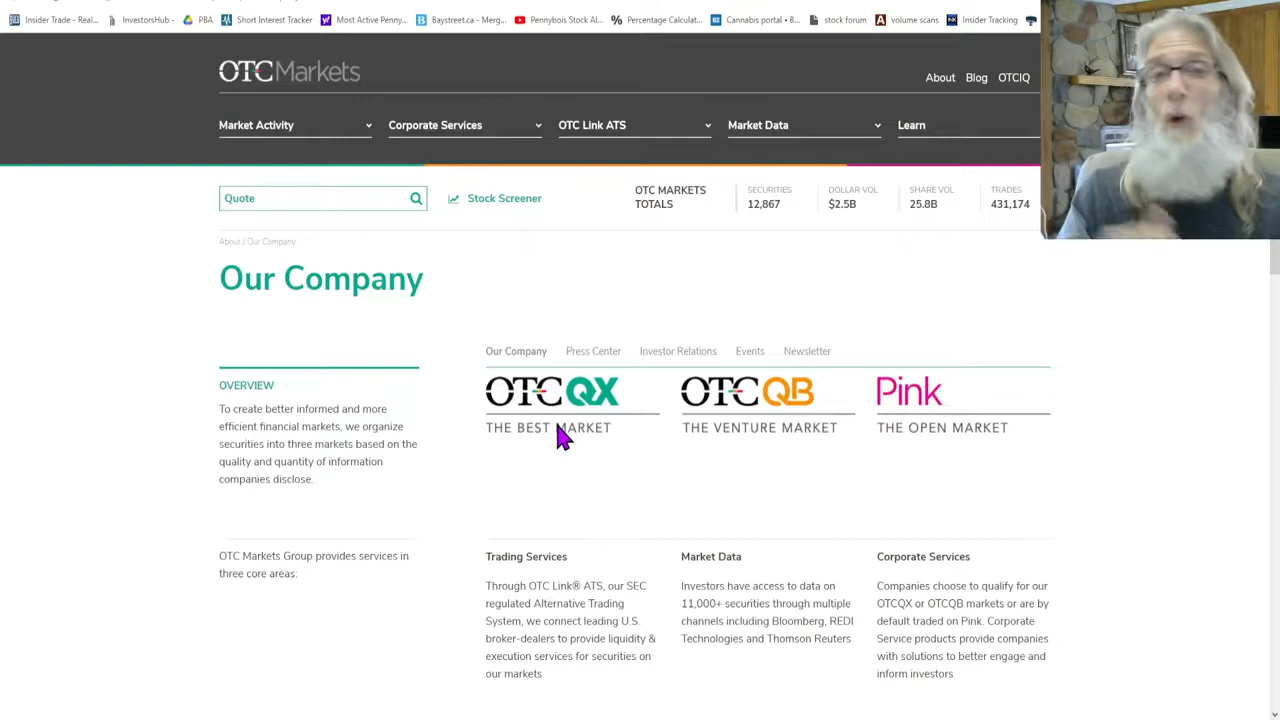 Insider Trade - Real...
InvestorsHub -
PBA
Short Interest Tracker
Most Active Penny...
Baystreet.ca - Merg...
Pennybois Stock Al...
Percentage Calculat...
Cannabis portal • B...
stock forum
volume scans
Insider Tracking
OTCMarkets
About Blog OTCIQ
Market Activity Corporate Services OTC Link ATS Market Data Learn
Quote
Stock Screener
OTC MARKETS
TOTALS
SECURITIES
12,867
DOLLAR VOL
$2.5B
SHARE VOL
25.8B
TRADES
431,174
About / Our Company
Our Company
Our Company Press Center Investor Relations Events Newsletter
OVERVIEW
To create better informed and more
efficient financial markets, we organize
securities into three markets based on the
quality and quantity of information
companies disclose.
OTCQX
THE BEST MARKET
OTCQB
THE VENTURE MARKET
Pink
THE OPEN MARKET
OTC Markets Group provides services in
three core areas:
Trading Services
Through OTC Link® ATS, our SEC
regulated Alternative Trading
System, we connect leading U.S.
broker-dealers to provide liquidity &
execution services for securities on
our markets
Market Data
Investors have access to data on
11,000+ securities through multiple
channels including Bloomberg, REDI
Technologies and Thomson Reuters
Corporate Services
Companies choose to qualify for our
OTCQX or OTCQB markets or are by
default traded on Pink. Corporate
Service products provide companies
with solutions to better engage and
inform investors